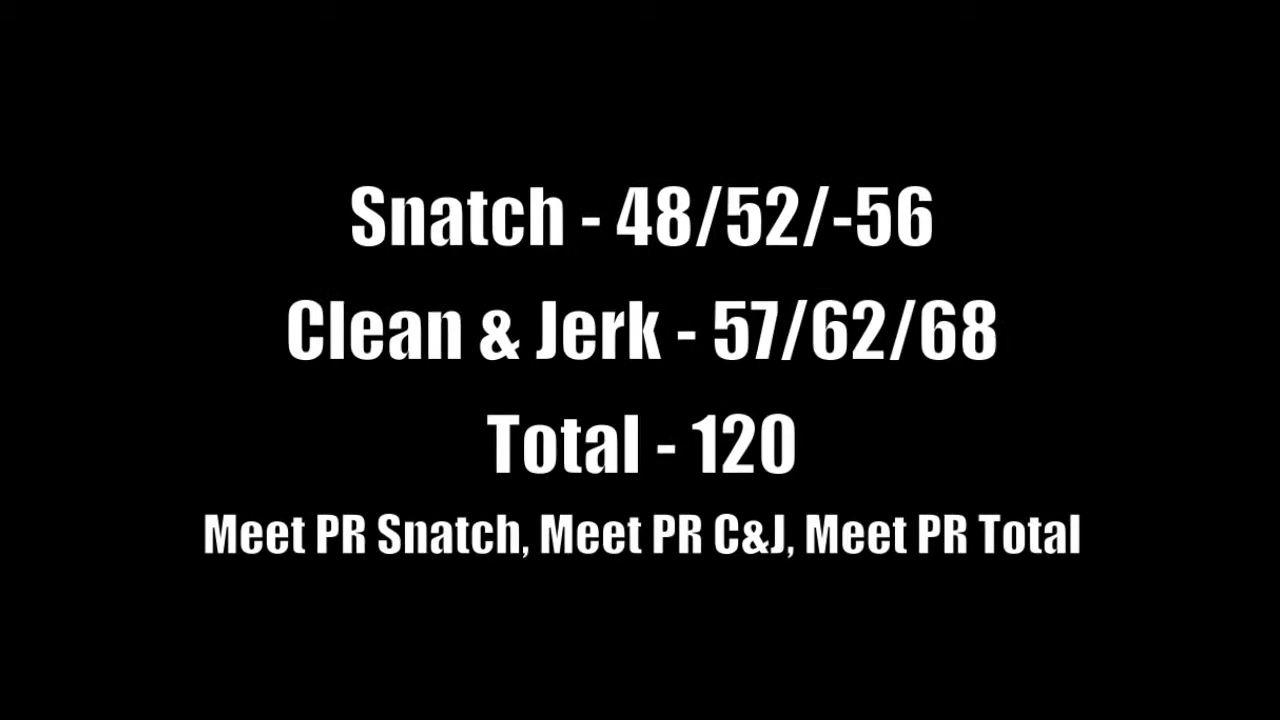 Snatch - 48/52/-56
Clean & Jerk - 57/62/68
Total - 120
Meet PR Snatch, Meet PR C&J, Meet PR Total